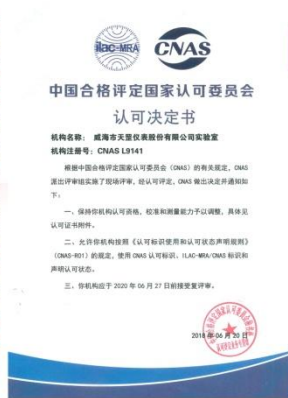 ilac-MRA
CNAS
中国合格评定国家认可委员会
认可决定书
机构名称：威海市天罡仪表股份有限公司实验室
机构注册号：CNAS L9141
根据中国合格评定国家认可委员会（CNAS）的有关规定，CNAS
派出评审组实施了现场评审，经认可评定，CNAS 做出决定并通知如
下：
一、保持你机构认可资格，校准和测量能力予以调整，具体见
认可证书附件。
二、允许你机构按照《认可标识使用和认可状态声明规则》
（CNAS-R01）的规定，使用 CNAS 认可标识、ILAC-MRA/CNAS 标识和
声明认可状态。
三、你机构应于 2020 年 06 月 27 日前接受复评审。
2018 年 06 月 20 日